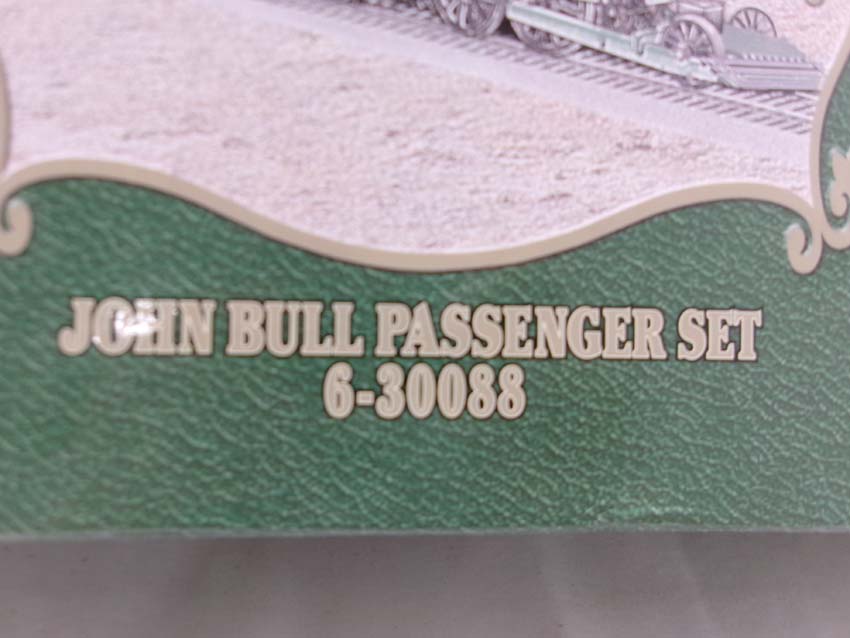 JOHN BULL PASSENGER SET
6-30088